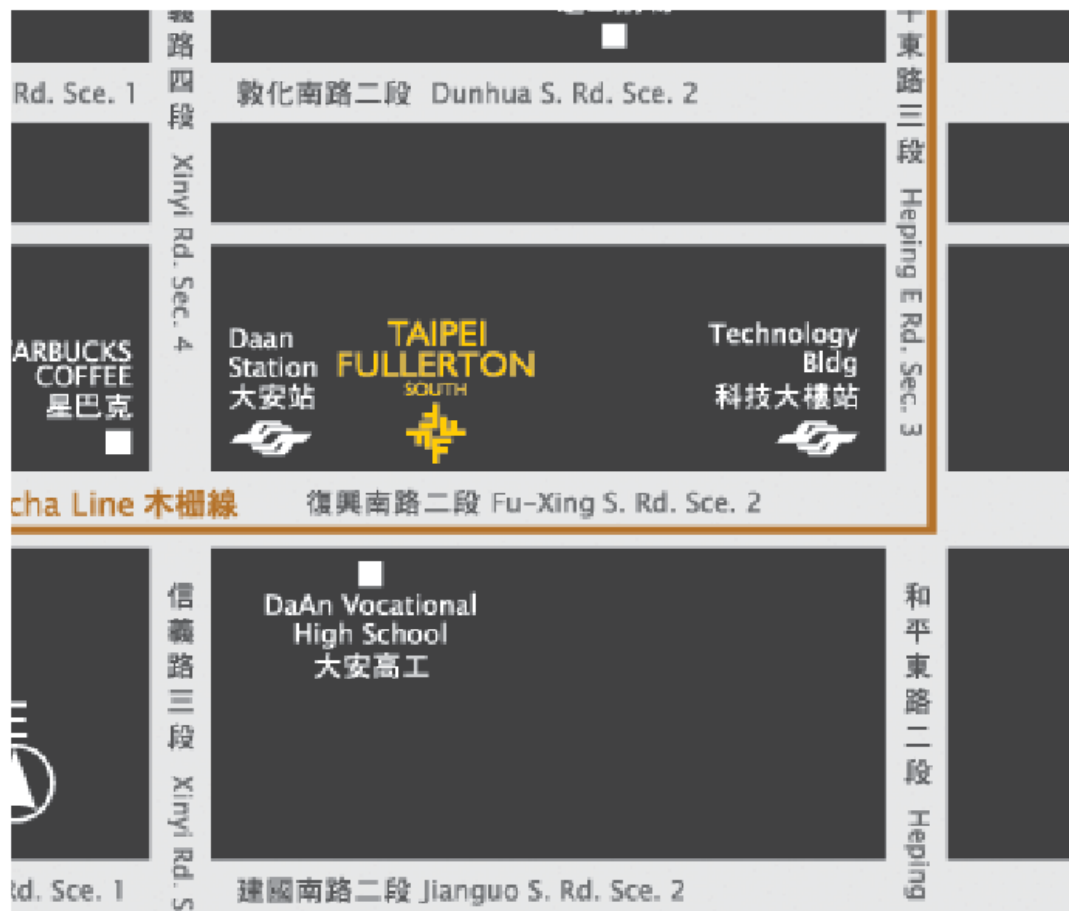 義路四段 Xinyi Rd. Sec. 4
平東路三段 Heping E Rd. Sec. 3
Rd. Sce. 1
敦化南路二段 Dunhua S. Rd. Sce. 2
ARBUCKS
COFFEE
星巴克
Daan
Station
大安站
TAIPEI
FULLERTON
SOUTH
Technology
Bldg
科技大樓站
cha Line 木柵線
復興南路二段 Fu-Xing S. Rd. Sce. 2
信義路三段 Xinyi Rd. S
DaAn Vocational
High School
大安高工
和平東路二段 Heping
Rd. Sce. 1
建國南路二段 Jianguo S. Rd. Sce. 2